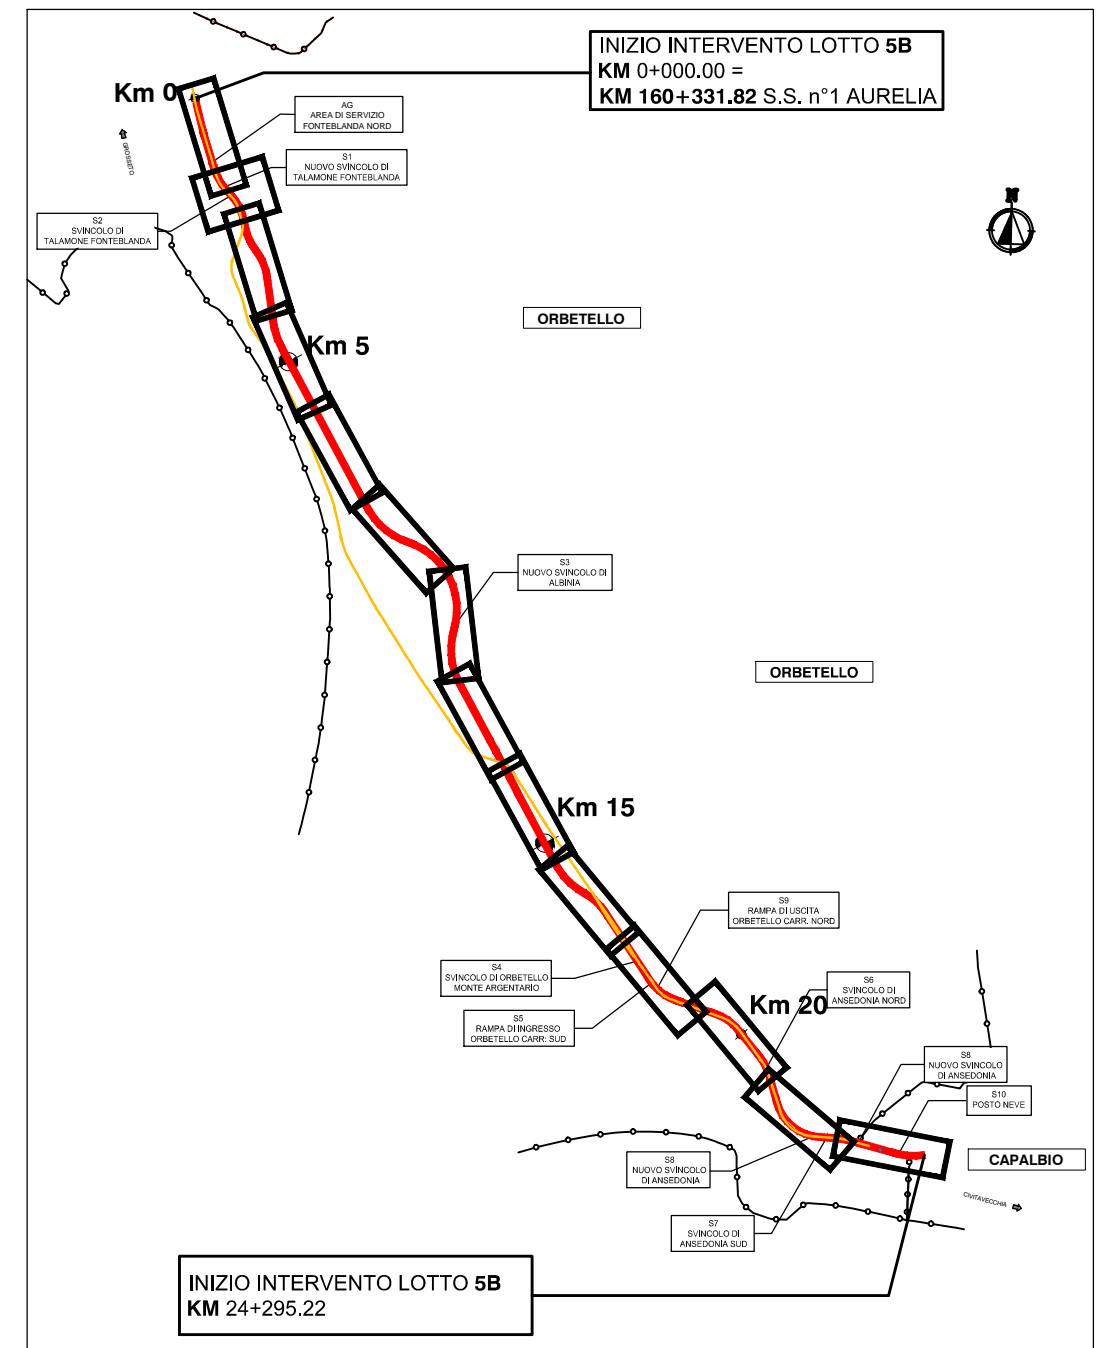 INIZIO INTERVENTO LOTTO 5B
KM 0+000.00 =
KM 160+331.82 S.S. n°1 AURELIA
Km 0
AG
AREA DI SERVIZIO
FONTEBLANDA NORD
GROSSETO
S1
NUOVO SVINCOLO DI
TALAMONE FONTEBLANDA
S2
SVINCOLO DI
TALAMONE FONTEBLANDA
N
ORBETELLO
Km 5
S3
NUOVO SVINCOLO DI
ALBINIA
ORBETELLO
Km 15
S9
RAMPA DI USCITA
ORBETELLO CARR. NORD
S4
SVINCOLO DI ORBETELLO
MONTE ARGENTARIO
S6
SVINCOLO DI
ANSEDONIA NORD
Km 20
S5
RAMPA DI INGRESSO
ORBETELLO CARR: SUD
S8
NUOVO SVINCOLO
DI ANSEDONIA
S10
POSTO NEVE
CAPALBIO
S8
NUOVO SVINCOLO
DI ANSEDONIA
CIVITAVECCHIA
S7
SVINCOLO DI
ANSEDONIA SUD
INIZIO INTERVENTO LOTTO 5B
KM 24+295.22